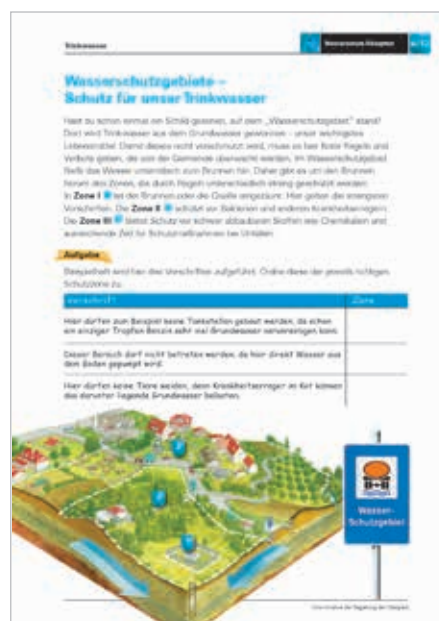 Trinkwasser
Wasserschutzgebiete –
Schutz für unser Trinkwasser
Hast du schon einmal ein Schild gesehen, auf dem „Wasserschutzgebiet“ stand?
Dort wird Trinkwasser aus dem Grundwasser gewonnen – unser wichtigstes
Lebensmittel. Damit dieses nicht verschmutzt wird, muss es hier feste Regeln und
Verbote geben, die von der Gemeinde überwacht werden. Im Wasserschutzgebiet
fließt das Wasser unterirdisch zum Brunnen hin. Daher gibt es um den Brunnen
herum drei Zonen, die durch Regeln unterschiedlich streng geschützt werden:
In Zone I ist der Brunnen oder die Quelle eingezäunt. Hier gelten die strengsten
Vorschriften. Die Zone II schützt vor Bakterien und anderen Krankheitserregern.
Die Zone III bietet Schutz vor schwer abbaubaren Stoffen wie Chemikalien und
ausreichende Zeit für Schutzmaßnahmen bei Unfällen.
Aufgabe
Beispielhaft sind hier drei Vorschriften aufgeführt. Ordne diese der jeweils richtigen
Schutzzone zu.
Vorschrift Zone
Hier dürfen zum Beispiel keine Tankstellen gebaut werden, da schon
ein einziger Tropfen Benzin sehr viel Grundwasser verunreinigen kann.
Dieser Bereich darf nicht betreten werden, da hier direkt Wasser aus
dem Boden gepumpt wird.
Hier dürfen keine Tiere weiden, denn Krankheitserreger im Kot können
das darunter liegende Grundwasser belasten.
Wasser-
Schutzgebiet